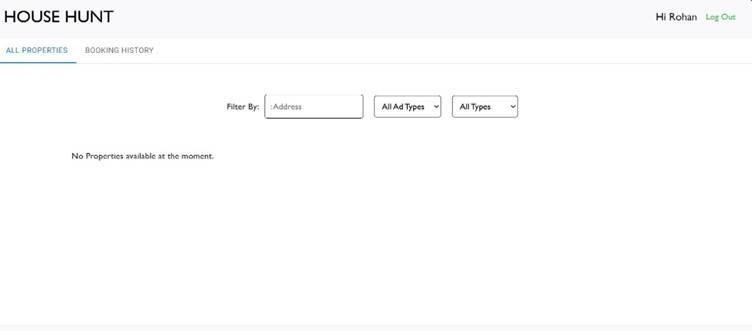 HOUSE HUNT
Hi Rohan Log Out
ALL PROPERTIES BOOKING HISTORY
Filter By: :Address All Ad Types All Types
No Properties available at the moment.